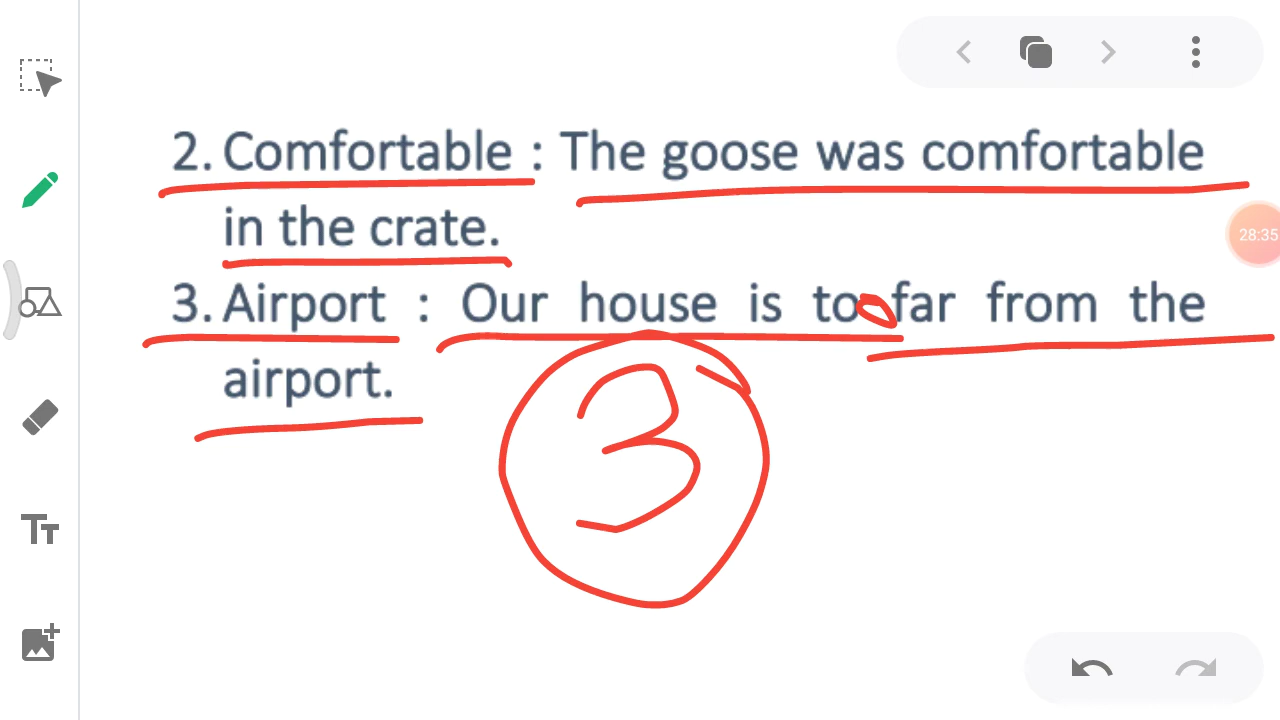 2. Comfortable : The goose was comfortable
in the crate.
28:35
3. Airport : Our house is too far from the
airport.
3
Tт